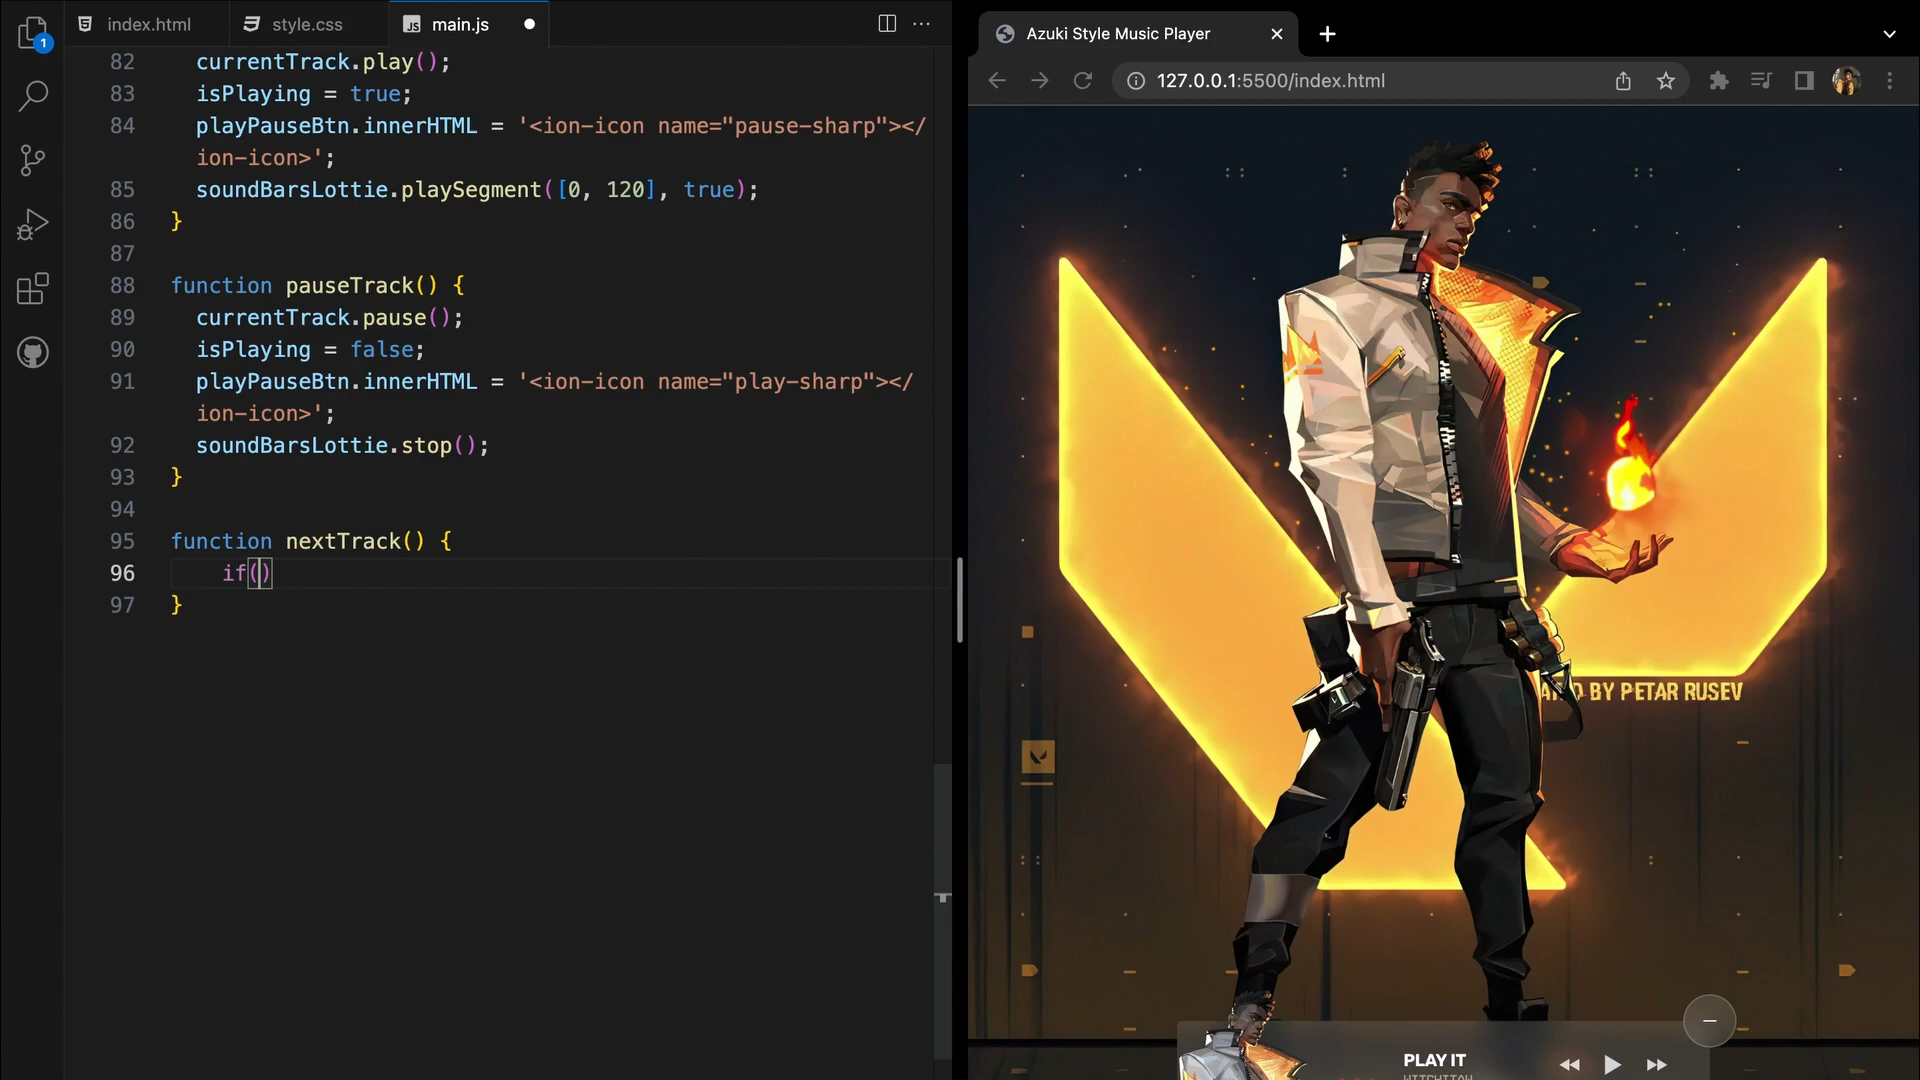 index.html
style.css
JS main.js
1
82 currentTrack.play();
83 isPlaying = true;
84 playPauseBtn.innerHTML = '<ion-icon name="pause-sharp"></
ion-icon>';
85 soundBarsLottie.playSegment([0, 120], true);
86 }
87
88 function pauseTrack() {
89 currentTrack.pause();
90 isPlaying = false;
91 playPauseBtn.innerHTML = '<ion-icon name="play-sharp"></
ion-icon>';
92 soundBarsLottie.stop();
93 }
94
95 function nextTrack() {
96 if()
97 }
Azuki Style Music Player
127.0.0.1:5500/index.html
BY PETAR RUSEV
PLAY IT